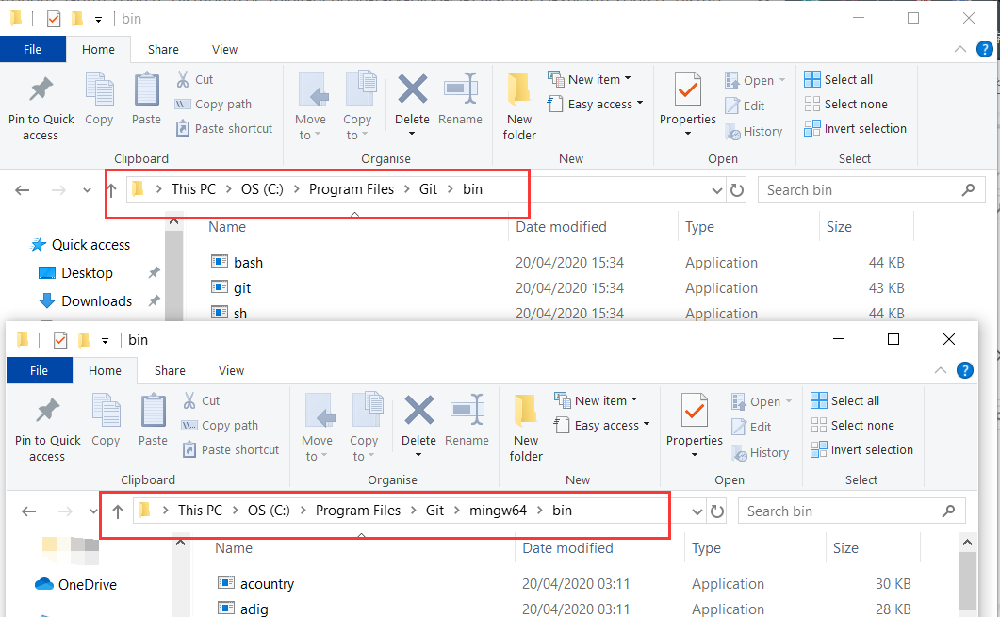 bin
File Home Share View
Pin to Quick access
Copy
Paste
Cut
Copy path
Paste shortcut
Clipboard
Move to
Copy to
Delete
Rename
Organise
New folder
New item
Easy access
New
Properties
Open
Edit
History
Open
Select all
Select none
Invert selection
Select
This PC > OS (C:) > Program Files > Git > bin
Search bin
Name Date modified Type Size
Quick access
Desktop
Downloads
bash 20/04/2020 15:34 Application 44 KB
git 20/04/2020 15:34 Application 43 KB
sh 20/04/2020 15:34 Application 44 KB
bin
File Home Share View
Pin to Quick access
Copy
Paste
Cut
Copy path
Paste shortcut
Clipboard
Move to
Copy to
Delete
Rename
Organise
New folder
New item
Easy access
New
Properties
Open
Edit
History
Open
Select all
Select none
Invert selection
Select
This PC > OS (C:) > Program Files > Git > mingw64 > bin
Search bin
Name Date modified Type Size
OneDrive
acountry 20/04/2020 03:11 Application 30 KB
adig 20/04/2020 03:11 Application 28 KB